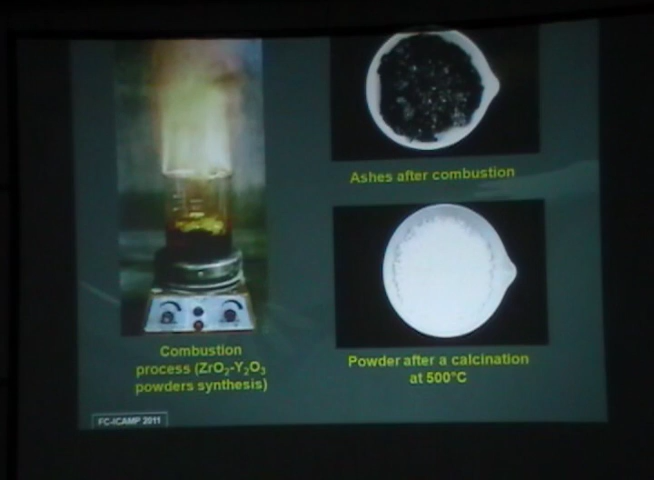 Ashes after combustion
Combustion
process (ZrO₂-Y₂O₃
powders synthesis)
Powder after a calcination
at 500°C
FC-ICAMP 2011